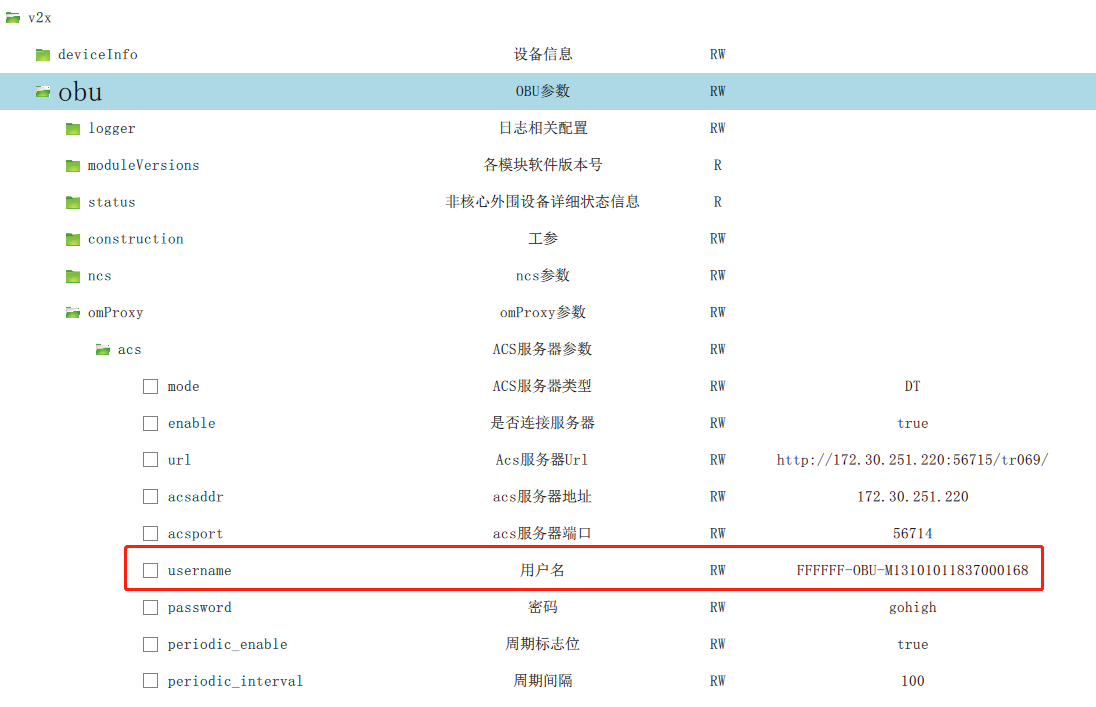 v2x
deviceInfo 设备信息 RW
obu OBU参数 RW
logger 日志相关配置 RW
moduleVersions 各模块软件版本号 R
status 非核心外围设备详细状态信息 R
construction 工参 RW
ncs ncs参数 RW
omProxy omProxy参数 RW
acs ACS服务器参数 RW
mode ACS服务器类型 RW DT
enable 是否连接服务器 RW true
url Acs服务器Url RW http://172.30.251.220:56715/tr069/
acsaddr acs服务器地址 RW 172.30.251.220
acsport acs服务器端口 RW 56714
username 用户名 RW FFFFFF-OBU-M13101011837000168
password 密码 RW gohigh
periodic_enable 周期标志位 RW true
periodic_interval 周期间隔 RW 100